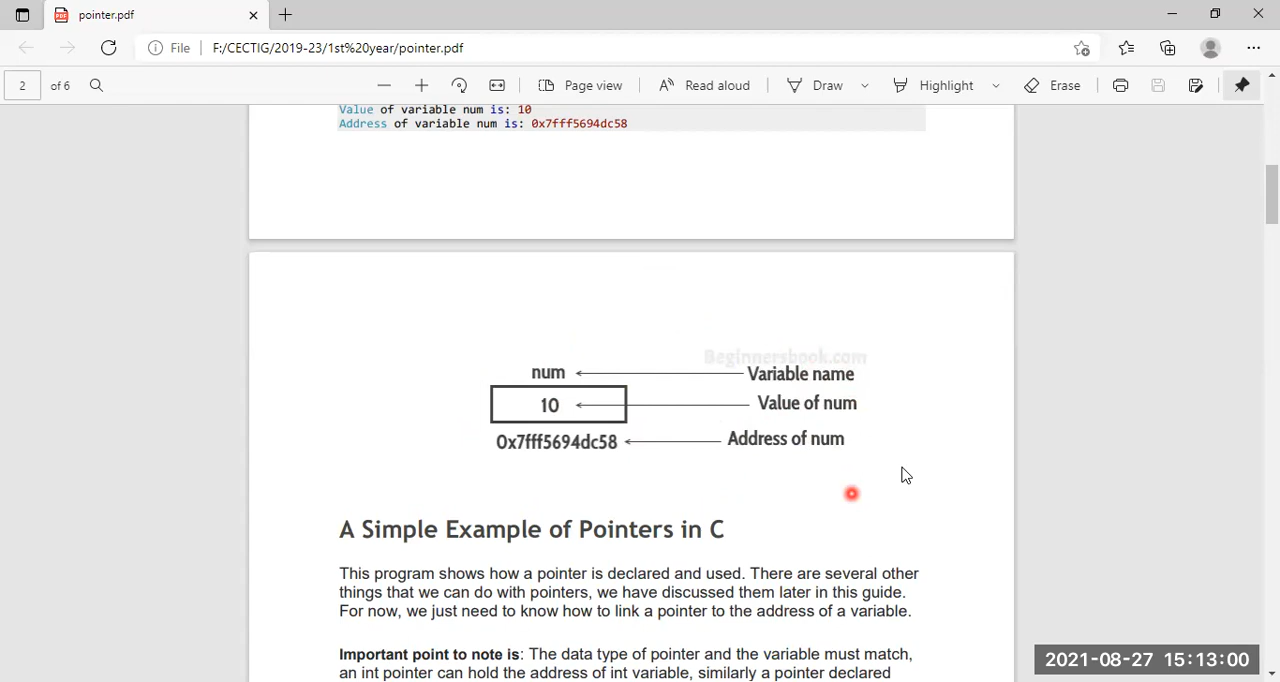 pointer.pdf
File F:/CECTIG/2019-23/1st%20year/pointer.pdf
2 of 6 Page view Read aloud Draw Highlight Erase
Value of variable num is: 10
Address of variable num is: 0x7fff5694dc58
Beginnersbook.com
num Variable name
10 Value of num
0x7fff5694dc58 Address of num
A Simple Example of Pointers in C
This program shows how a pointer is declared and used. There are several other
things that we can do with pointers, we have discussed them later in this guide.
For now, we just need to know how to link a pointer to the address of a variable.
Important point to note is: The data type of pointer and the variable must match,
an int pointer can hold the address of int variable, similarly a pointer declared
2021-08-27 15:13:00